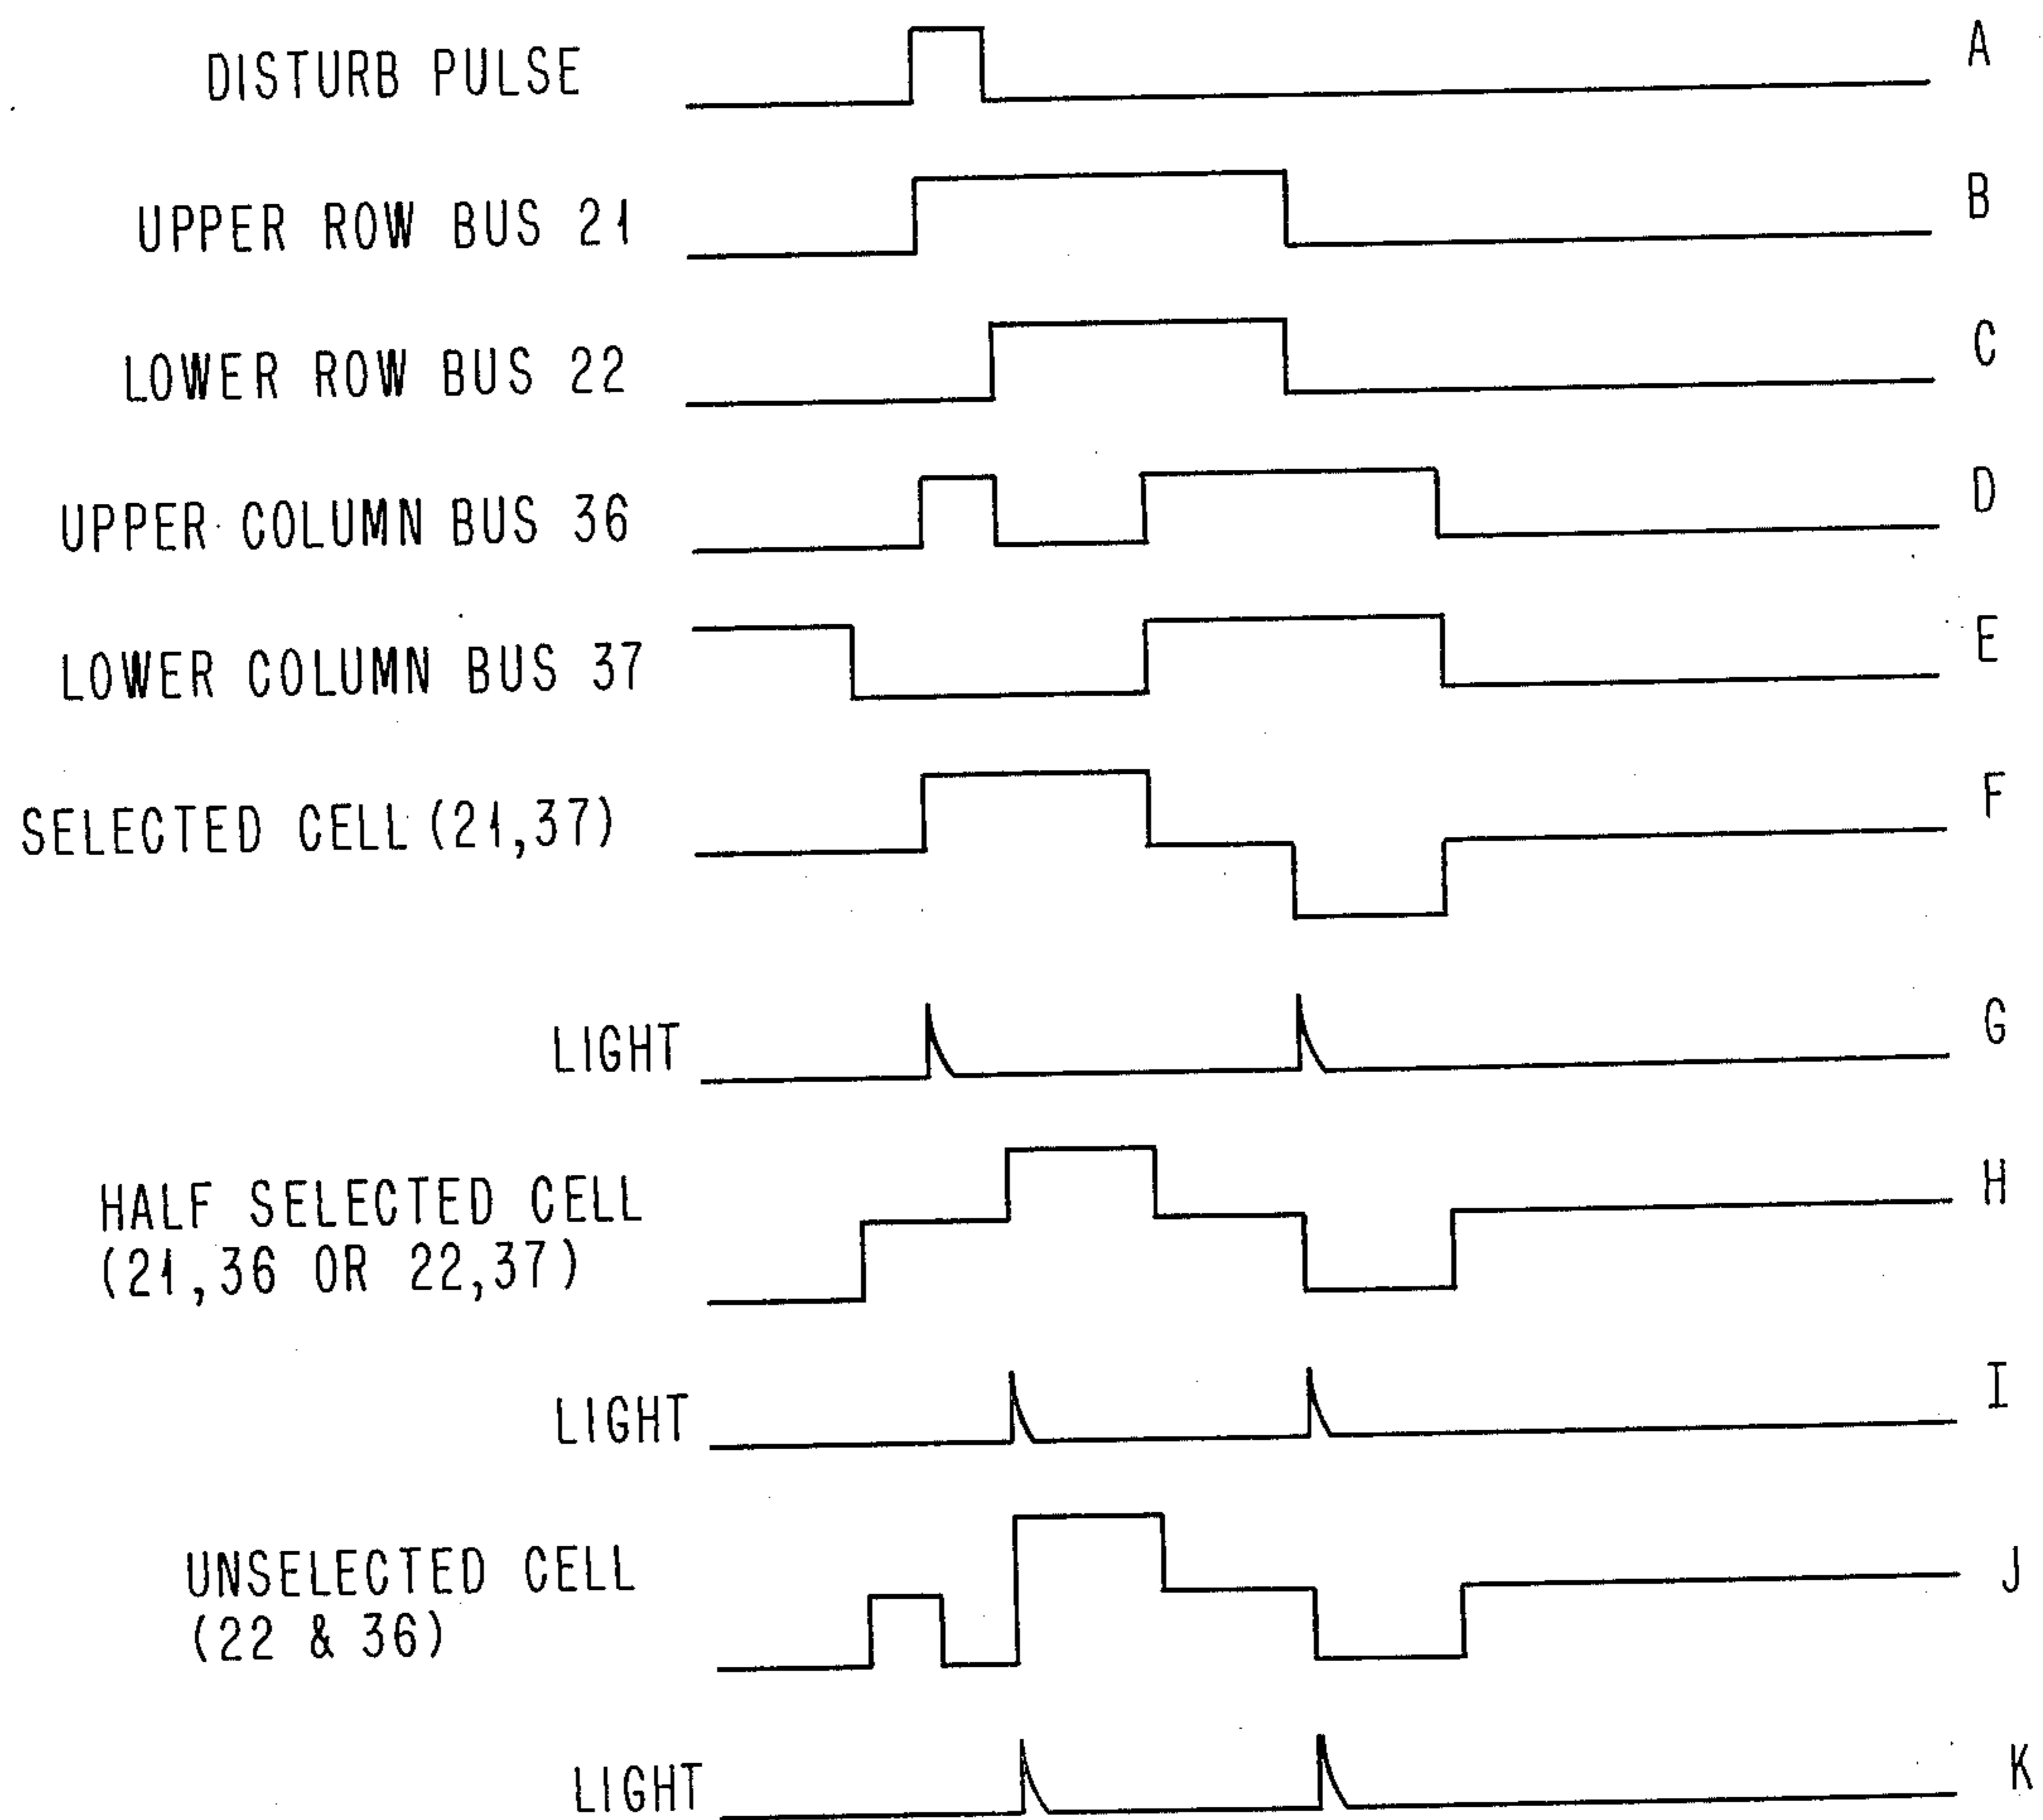 DISTURB PULSE A
UPPER ROW BUS 21 B
LOWER ROW BUS 22 C
UPPER COLUMN BUS 36 D
LOWER COLUMN BUS 37 E
SELECTED CELL (21,37) F
LIGHT G
HALF SELECTED CELL H
(21,36 OR 22,37)
LIGHT I
UNSELECTED CELL J
(22 & 36)
LIGHT K